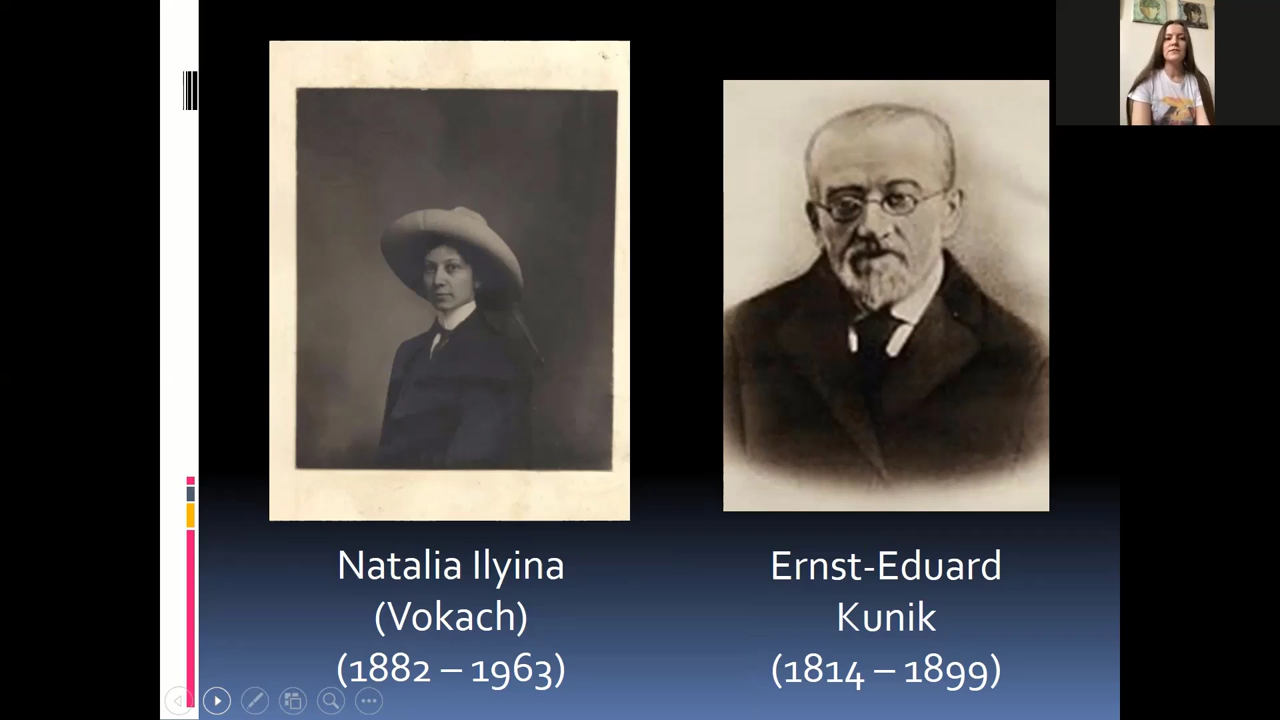 Natalia Ilyina
(Vokach)
(1882 – 1963)
Ernst-Eduard
Kunik
(1814 – 1899)